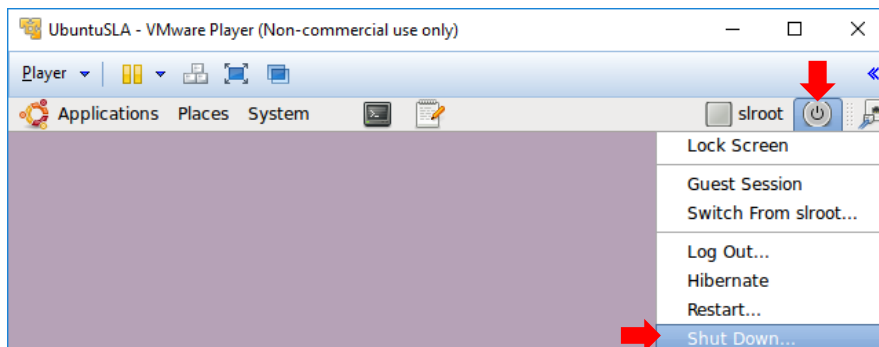 UbuntuSLA - VMware Player (Non-commercial use only)
Player
Applications Places System slroot
Lock Screen
Guest Session
Switch From slroot...
Log Out...
Hibernate
Restart...
Shut Down...